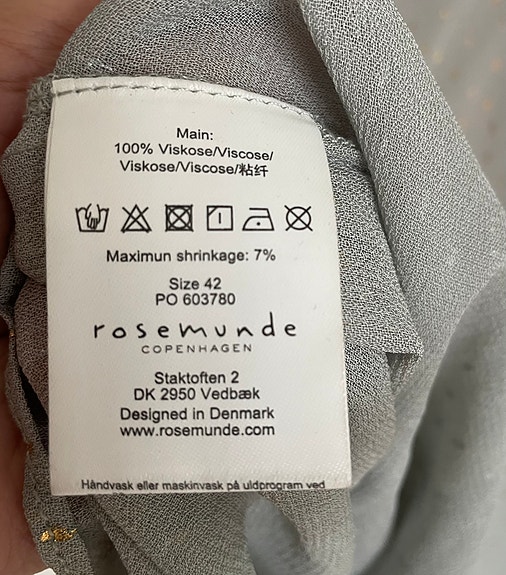 Main:
100% Viskose/Viscose/
Viskose/Viscose/粘纤
Maximun shrinkage: 7%
Size 42
PO 603780
rosemunde
COPENHAGEN
Staktoften 2
DK 2950 Vedbæk
Designed in Denmark
www.rosemunde.com
Håndvask eller maskinvask på uldprogram ved